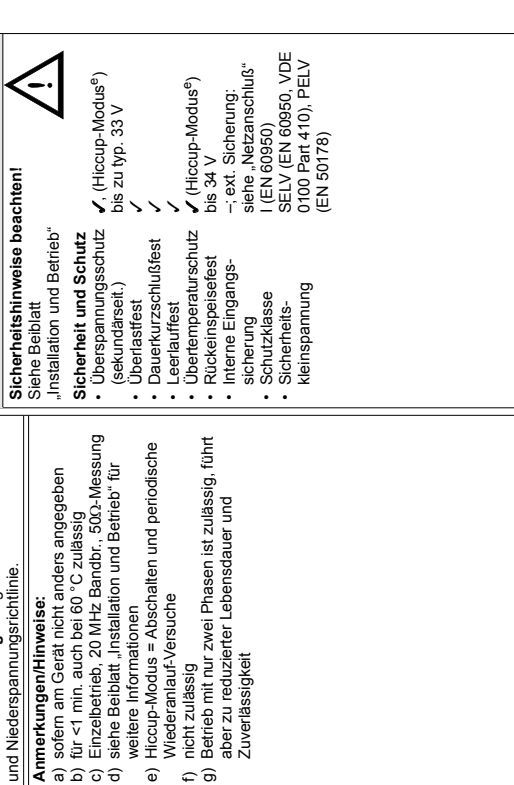 und Niederspannungsrichtlinie.
Anmerkungen/Hinweise:
a) sofern am Gerät nicht anders angegeben
b) für <1 min. auch bei 60 °C zulässig
c) Einzelbetrieb, 20 MHz Bandbr., 50Ω-Messung
d) siehe Beiblatt „Installation und Betrieb“ für
weitere Informationen
e) Hiccup-Modus = Abschalten und periodische
Wiederanlauf-Versuche
f) nicht zulässig
g) Betrieb mit nur zwei Phasen ist zulässig, führt
aber zu reduzierter Lebensdauer und
Zuverlässigkeit
Sicherheitshinweise beachten!
Siehe Beiblatt
„Installation und Betrieb“
Sicherheit und Schutz
• Überspannungsschutz ✓, (Hiccup-Modus e)
(sekundärseit.) bis zu typ. 33 V
• Überlastfest ✓
• Dauerkurzschlußfest ✓
• Leerlauffest ✓
• Übertemperaturschutz ✓ (Hiccup-Modus e)
• Rückeinspeisefest bis 34 V
• Interne Eingangs- –; ext. Sicherung:
sicherung siehe „Netzanschluß“
• Schutzklasse I (EN 60950)
• Sicherheits- SELV (EN 60950, VDE
kleinspannung 0100 Part 410), PELV
(EN 50178)